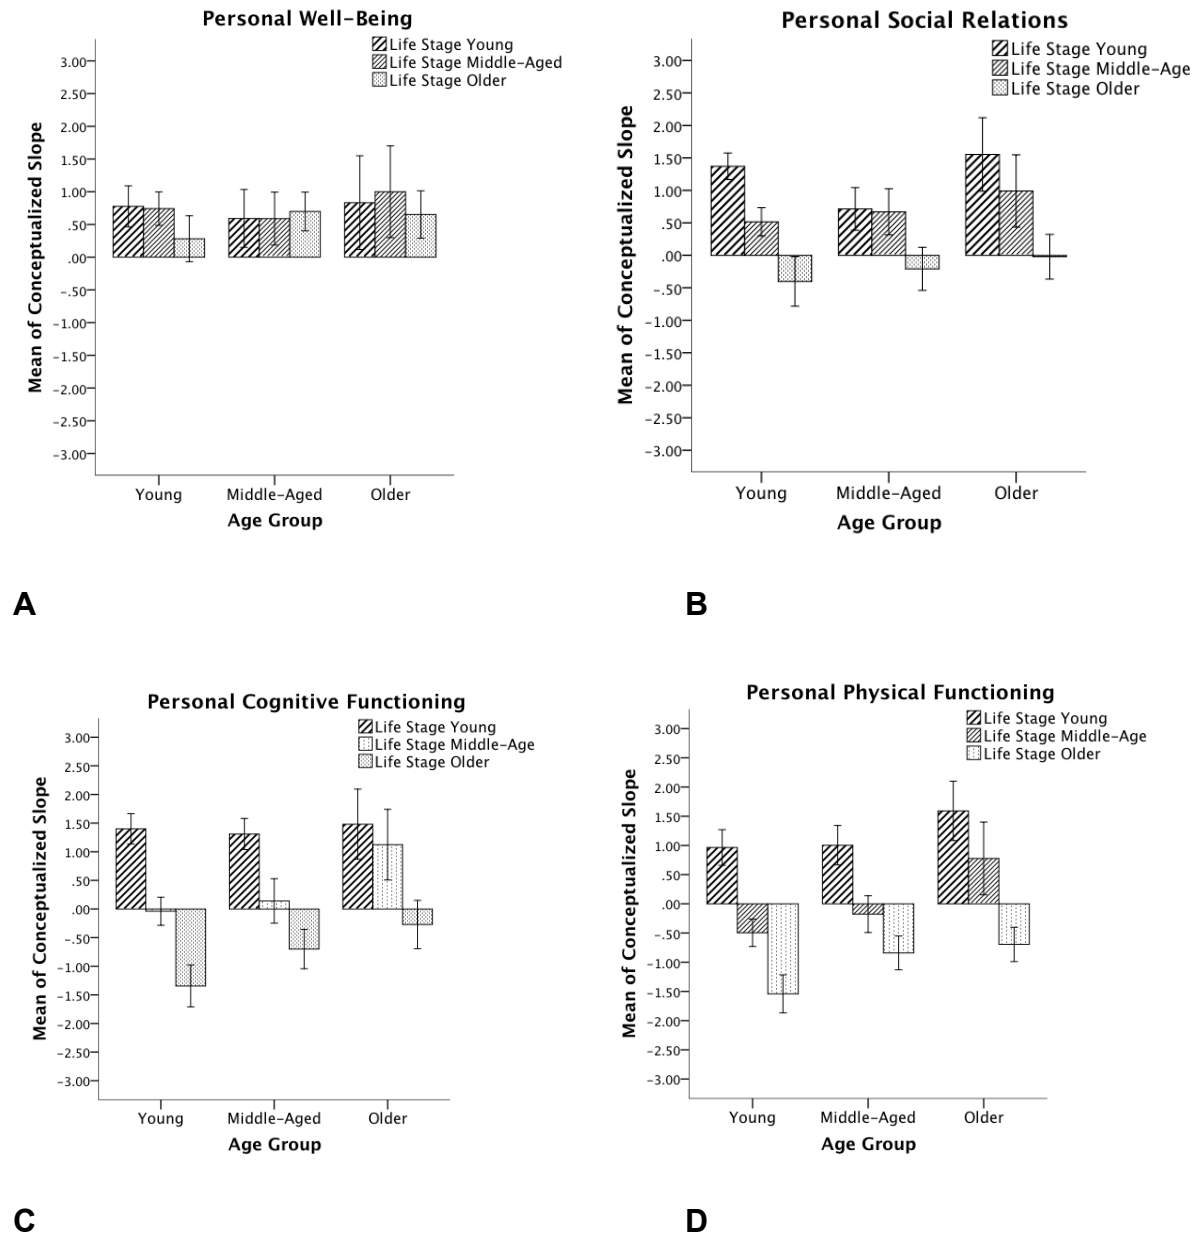 Personal Well-Being
Life Stage Young
Life Stage Middle-Aged
Life Stage Older
Mean of Conceptualized Slope
3.00
2.50
2.00
1.50
1.00
.50
.00
-.50
-1.00
-1.50
-2.00
-2.50
-3.00
Young Middle-Aged Older
Age Group
A
Personal Social Relations
Life Stage Young
Life Stage Middle-Age
Life Stage Older
Mean of Conceptualized Slope
3.00
2.50
2.00
1.50
1.00
.50
.00
-.50
-1.00
-1.50
-2.00
-2.50
-3.00
Young Middle-Aged Older
Age Group
B
Personal Cognitive Functioning
Life Stage Young
Life Stage Middle-Age
Life Stage Older
Mean of Conceptualized Slope
3.00
2.50
2.00
1.50
1.00
.50
.00
-.50
-1.00
-1.50
-2.00
-2.50
-3.00
Young Middle-Aged Older
Age Group
C
Personal Physical Functioning
Life Stage Young
Life Stage Middle-Age
Life Stage Older
Mean of Conceptualized Slope
3.00
2.50
2.00
1.50
1.00
.50
.00
-.50
-1.00
-1.50
-2.00
-2.50
-3.00
Young Middle-Aged Older
Age Group
D